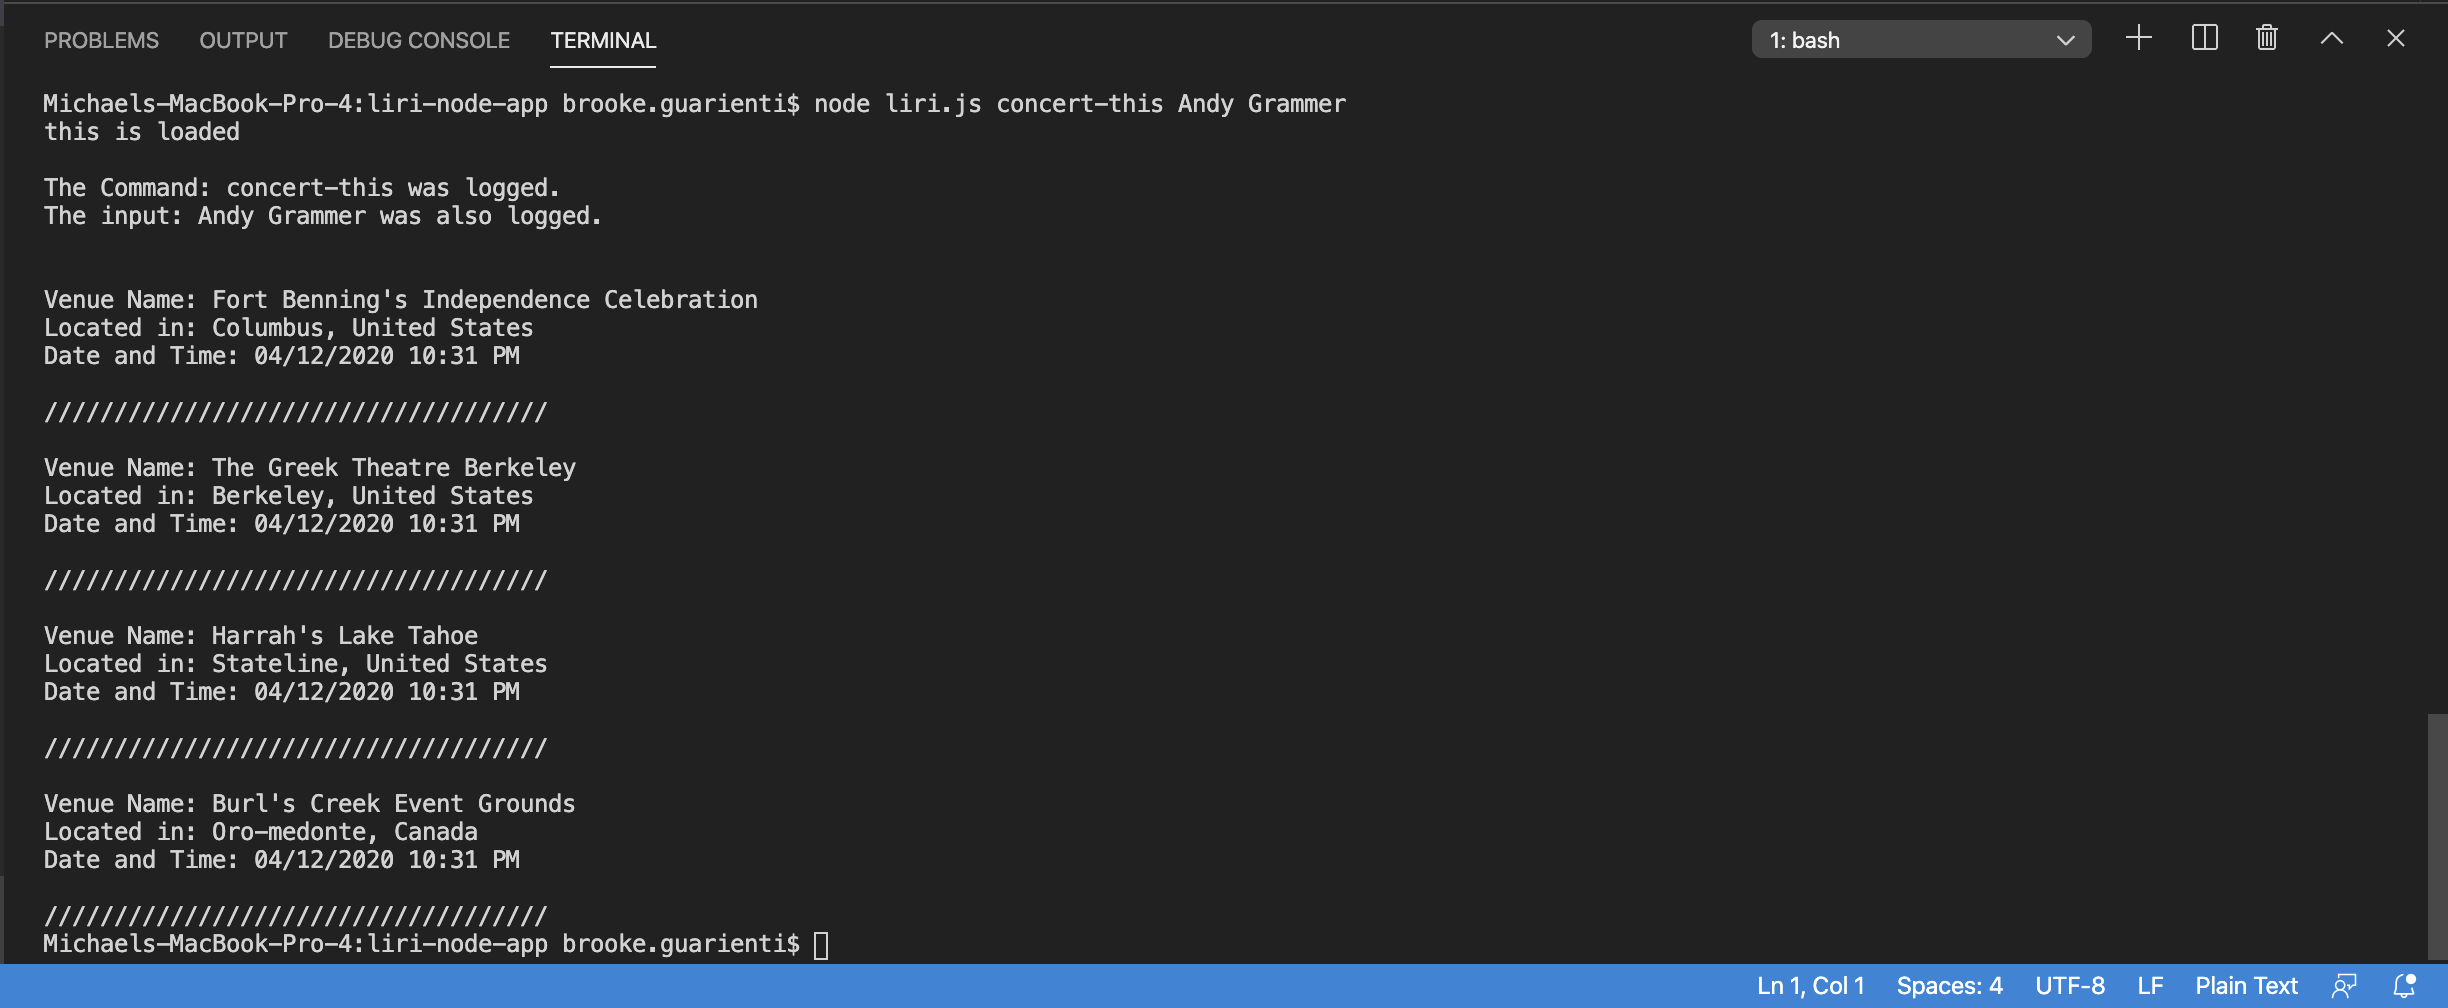 PROBLEMS OUTPUT DEBUG CONSOLE TERMINAL 1: bash
Michaels-MacBook-Pro-4:liri-node-app brooke.guarienti$ node liri.js concert-this Andy Grammer
this is loaded
The Command: concert-this was logged.
The input: Andy Grammer was also logged.
Venue Name: Fort Benning's Independence Celebration
Located in: Columbus, United States
Date and Time: 04/12/2020 10:31 PM
////////////////////////////////////
Venue Name: The Greek Theatre Berkeley
Located in: Berkeley, United States
Date and Time: 04/12/2020 10:31 PM
////////////////////////////////////
Venue Name: Harrah's Lake Tahoe
Located in: Stateline, United States
Date and Time: 04/12/2020 10:31 PM
////////////////////////////////////
Venue Name: Burl's Creek Event Grounds
Located in: Oro-medonte, Canada
Date and Time: 04/12/2020 10:31 PM
////////////////////////////////////
Michaels-MacBook-Pro-4:liri-node-app brooke.guarienti$
Ln 1, Col 1 Spaces: 4 UTF-8 LF Plain Text